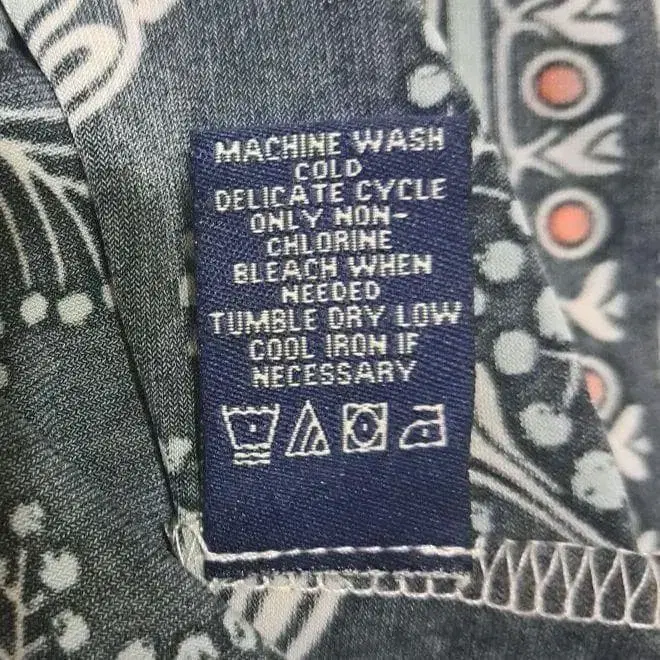 MACHINE WASH
COLD
DELICATE CYCLE
ONLY NON-
CHLORINE
BLEACH WHEN
NEEDED
TUMBLE DRY LOW
COOL IRON IF
NECESSARY